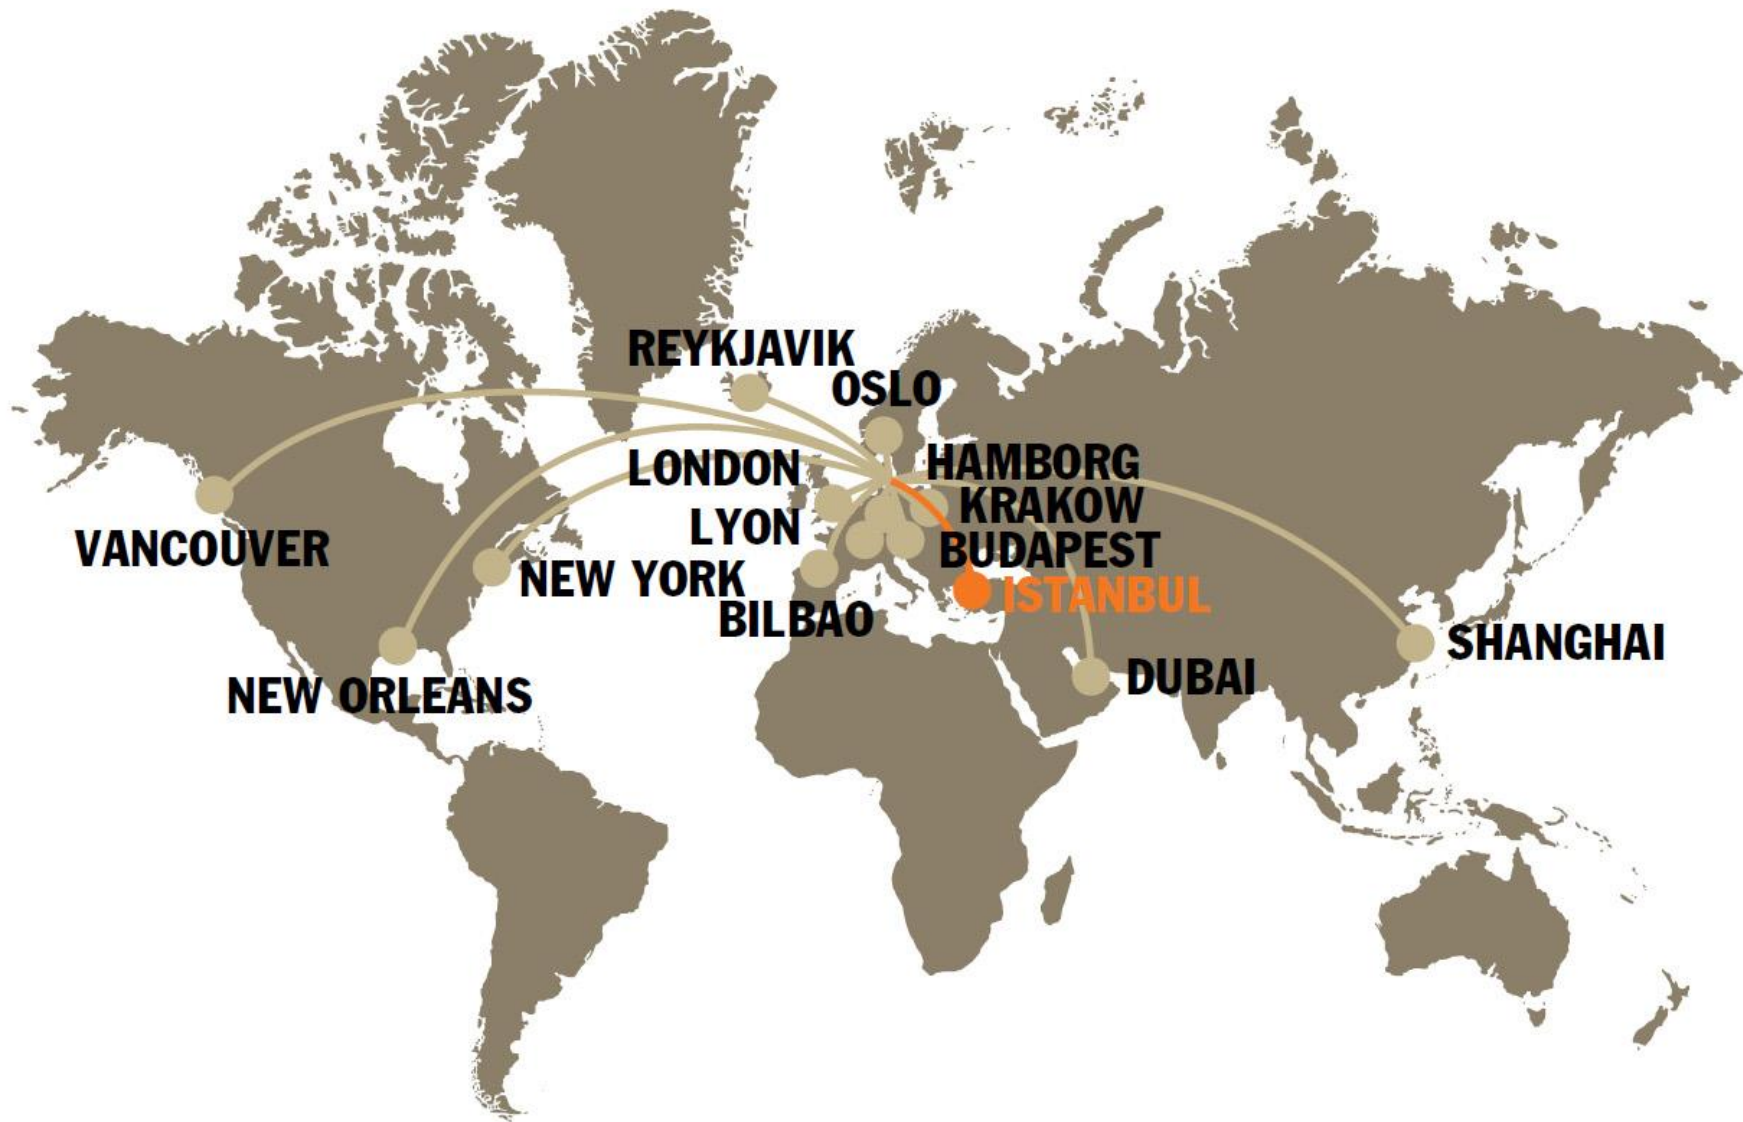 REYKJAVIK
OSLO
LONDON
HAMBORG
KRAKOW
LYON
VANCOUVER
BUDAPEST
NEW YORK
ISTANBUL
BILBAO
SHANGHAI
DUBAI
NEW ORLEANS